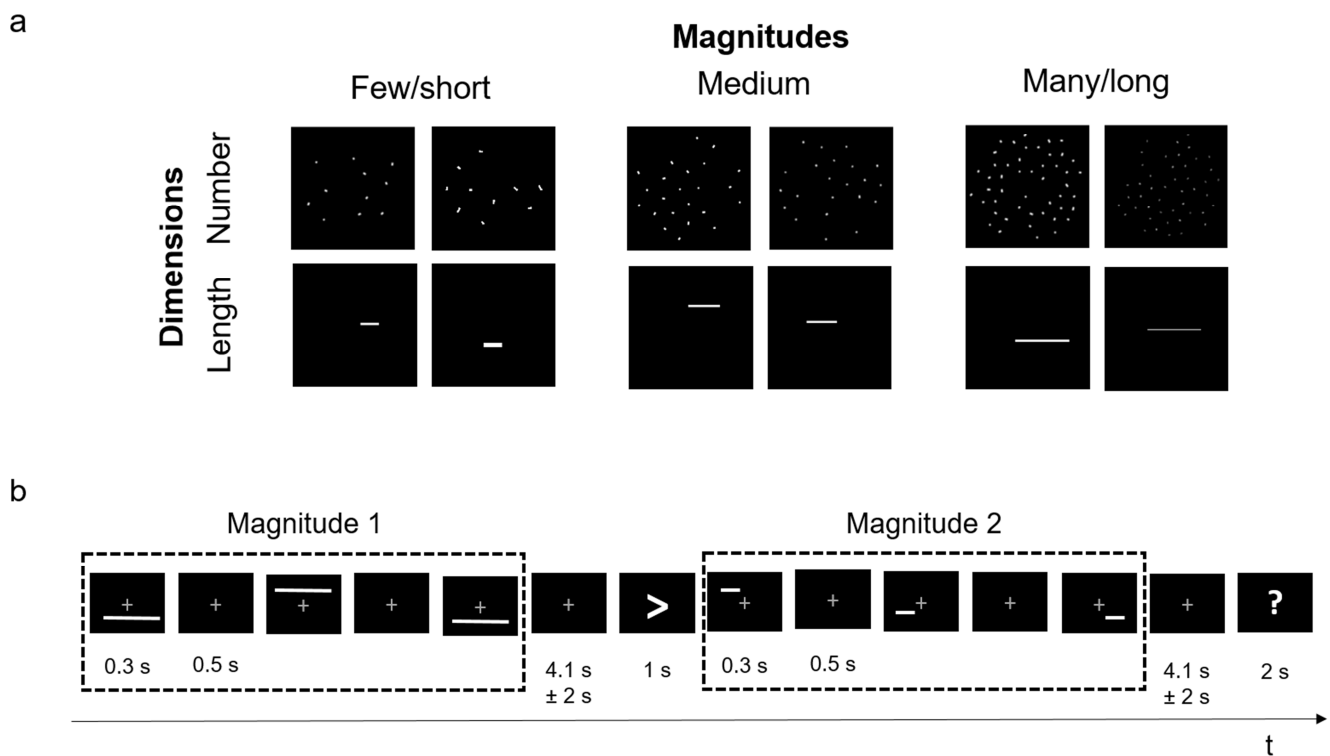 a
Magnitudes
Few/short
Medium
Many/long
Dimensions
Number
Length
b
Magnitude 1
Magnitude 2
>
?
0.3 s
0.5 s
4.1 s
± 2 s
1 s
0.3 s
0.5 s
4.1 s
± 2 s
2 s
t